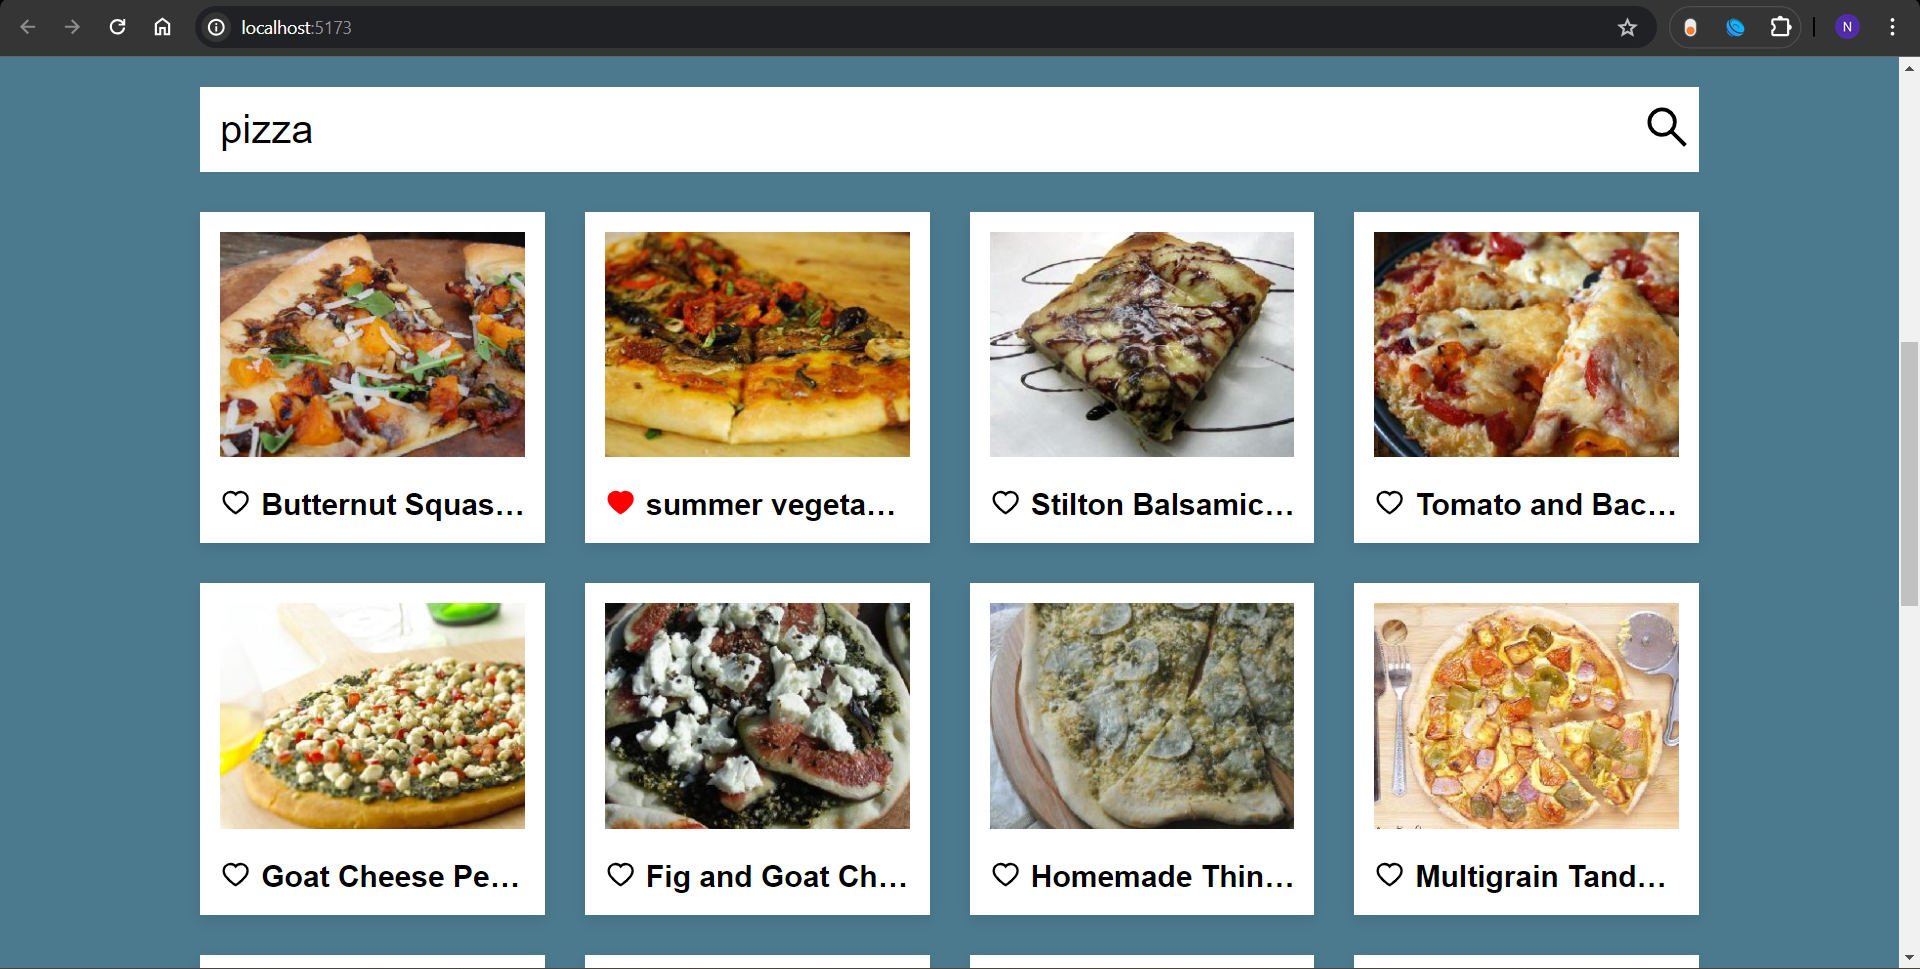 localhost:5173
N
pizza
Butternut Squas...
summer vegeta...
Stilton Balsamic...
Tomato and Bac...
Goat Cheese Pe...
Fig and Goat Ch...
Homemade Thin...
Multigrain Tand...